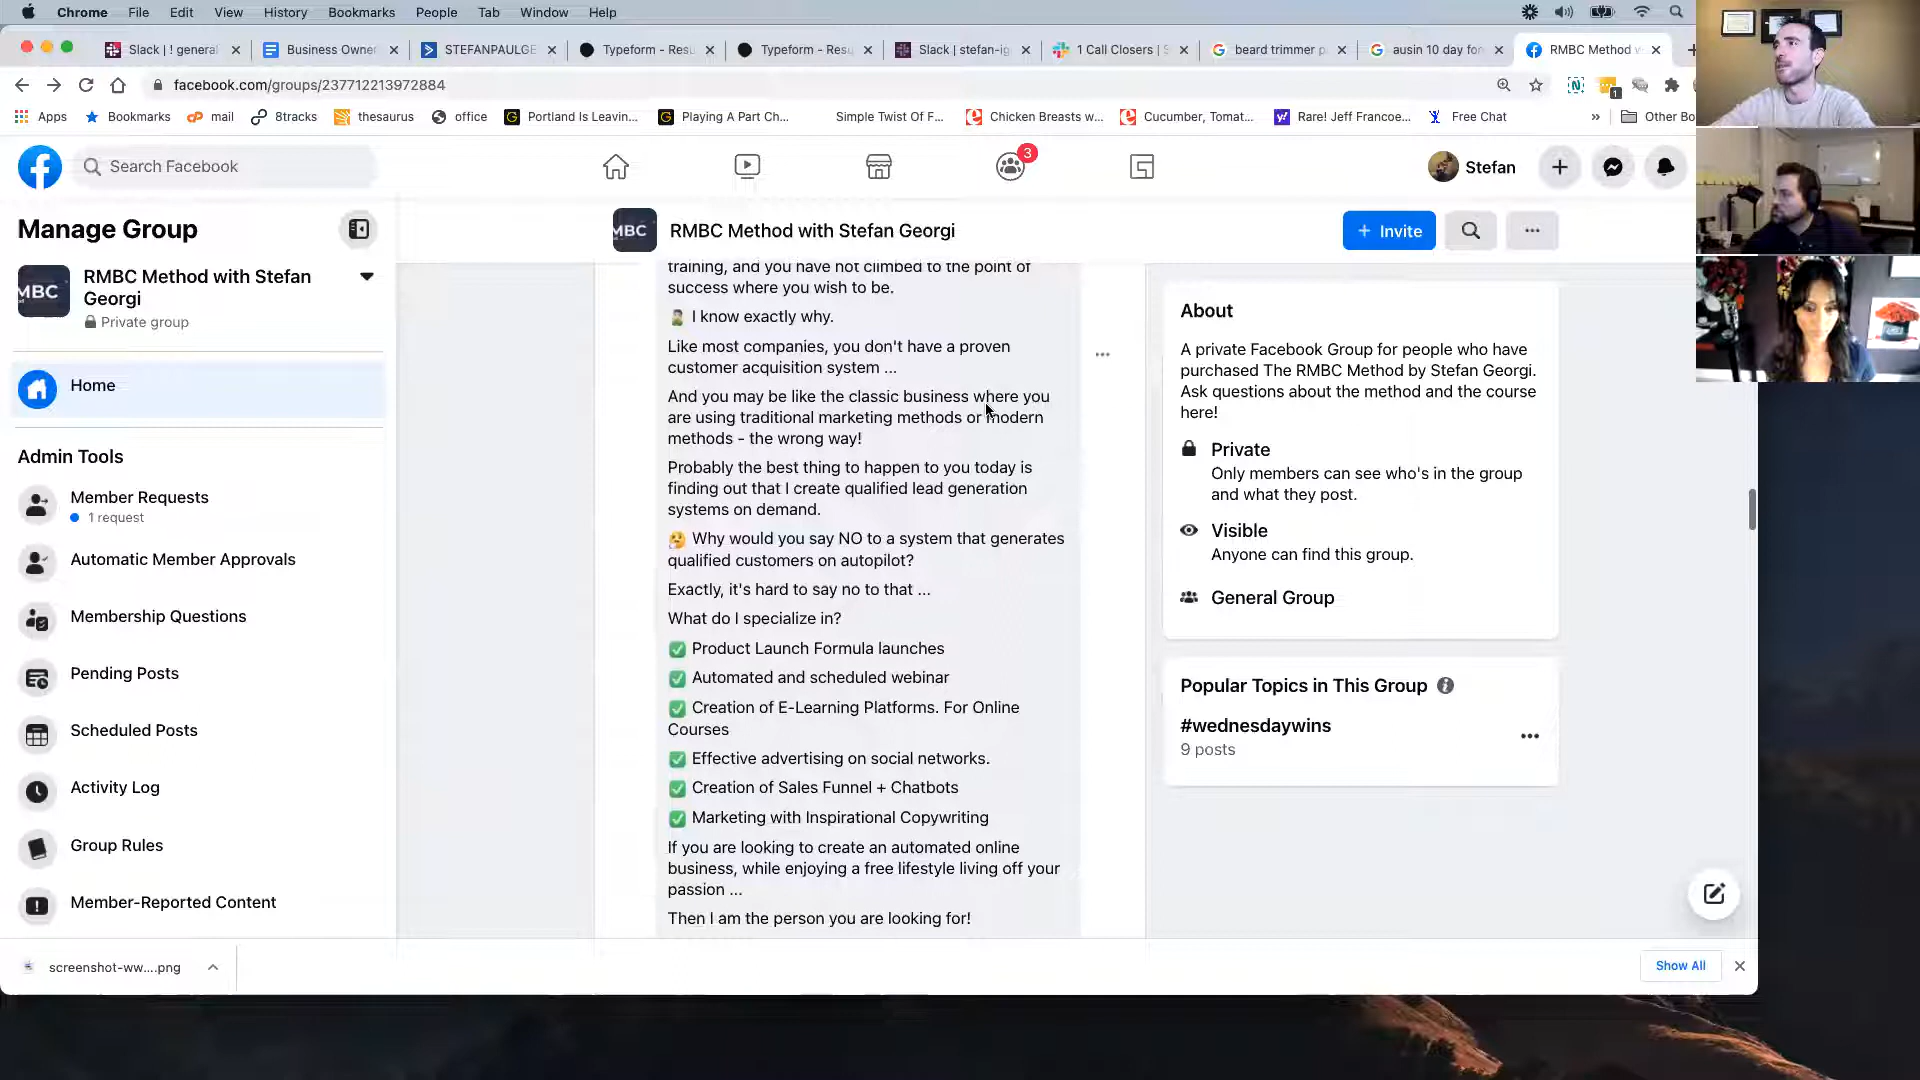 Chrome File Edit View History Bookmarks People Tab Window Help
Slack | ! general
Business Owner
STEFANPAULGE
Typeform - Resu
Typeform - Resu
Slack | stefan-ig
1 Call Closers | S
beard trimmer p
ausin 10 day for
RMBC Method w
facebook.com/groups/237712213972884
1
Apps
Bookmarks
mail
8tracks
thesaurus
office
Portland Is Leavin...
Playing A Part Ch...
Simple Twist Of F...
Chicken Breasts w...
Cucumber, Tomat...
Rare! Jeff Francoe...
Free Chat
»
Other Bo
Search Facebook
3
Stefan
Manage Group
RMBC Method with Stefan
Georgi
Private group
Home
Admin Tools
Member Requests
1 request
Automatic Member Approvals
Membership Questions
Pending Posts
Scheduled Posts
Activity Log
Group Rules
Member-Reported Content
MBC
MBC
RMBC Method with Stefan Georgi
+ Invite
training, and you have not climbed to the point of
success where you wish to be.
I know exactly why.
Like most companies, you don't have a proven
customer acquisition system ...
And you may be like the classic business where you
are using traditional marketing methods or modern
methods - the wrong way!
Probably the best thing to happen to you today is
finding out that I create qualified lead generation
systems on demand.
🤔 Why would you say NO to a system that generates
qualified customers on autopilot?
Exactly, it's hard to say no to that ...
What do I specialize in?
✅ Product Launch Formula launches
✅ Automated and scheduled webinar
✅ Creation of E-Learning Platforms. For Online
Courses
✅ Effective advertising on social networks.
✅ Creation of Sales Funnel + Chatbots
✅ Marketing with Inspirational Copywriting
If you are looking to create an automated online
business, while enjoying a free lifestyle living off your
passion ...
Then I am the person you are looking for!
About
A private Facebook Group for people who have
purchased The RMBC Method by Stefan Georgi.
Ask questions about the method and the course
here!
Private
Only members can see who's in the group
and what they post.
Visible
Anyone can find this group.
General Group
Popular Topics in This Group
#wednesdaywins
9 posts
screenshot-ww....png
Show All